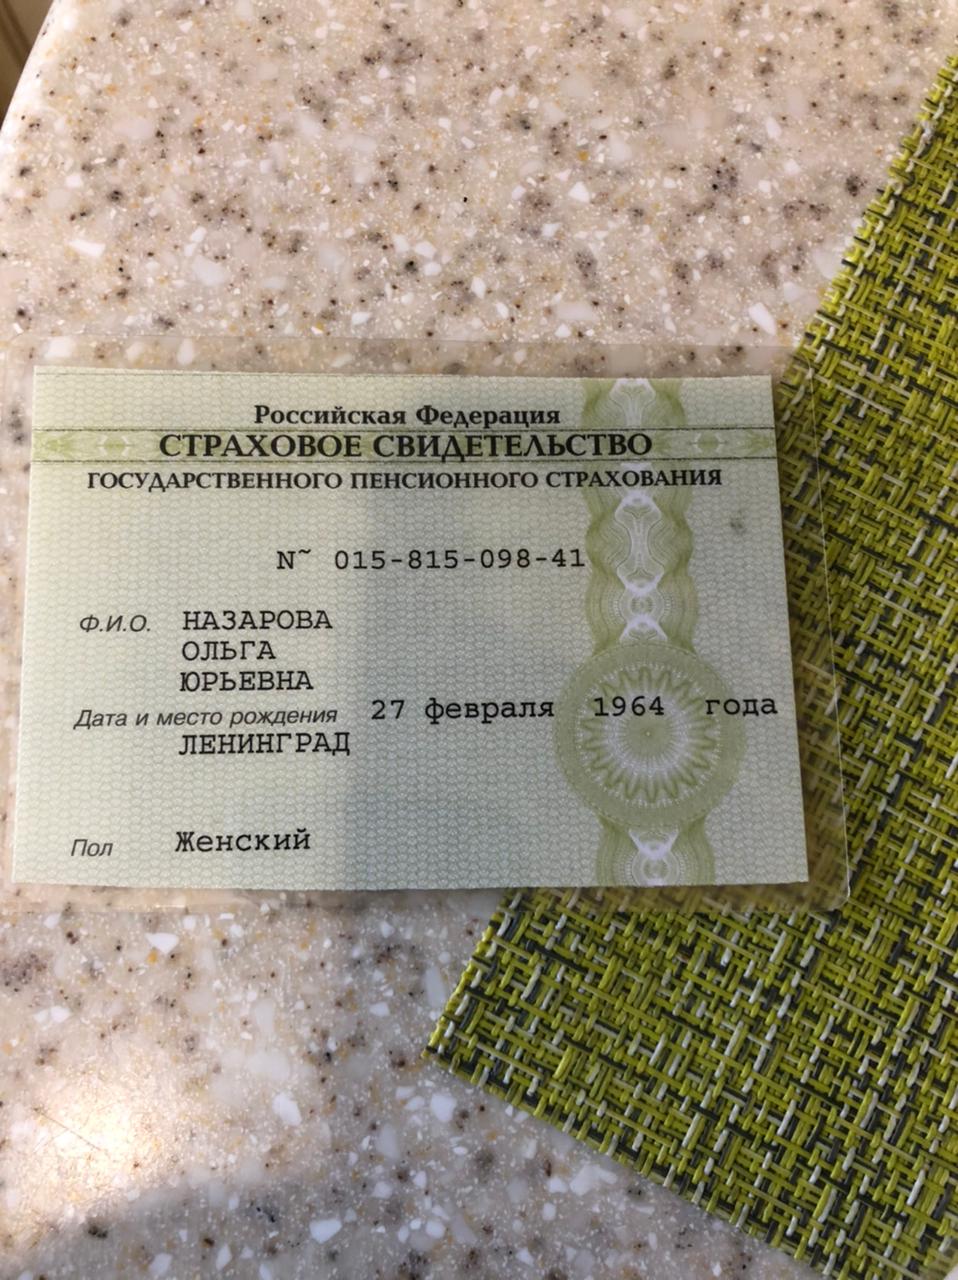 Российская Федерация
СТРАХОВОЕ СВИДЕТЕЛЬСТВО
ГОСУДАРСТВЕННОГО ПЕНСИОННОГО СТРАХОВАНИЯ
N~ 015-815-098-41
Ф.И.О. НАЗАРОВА
ОЛЬГА
ЮРЬЕВНА
Дата и место рождения 27 февраля 1964 года
ЛЕНИНГРАД
Пол Женский